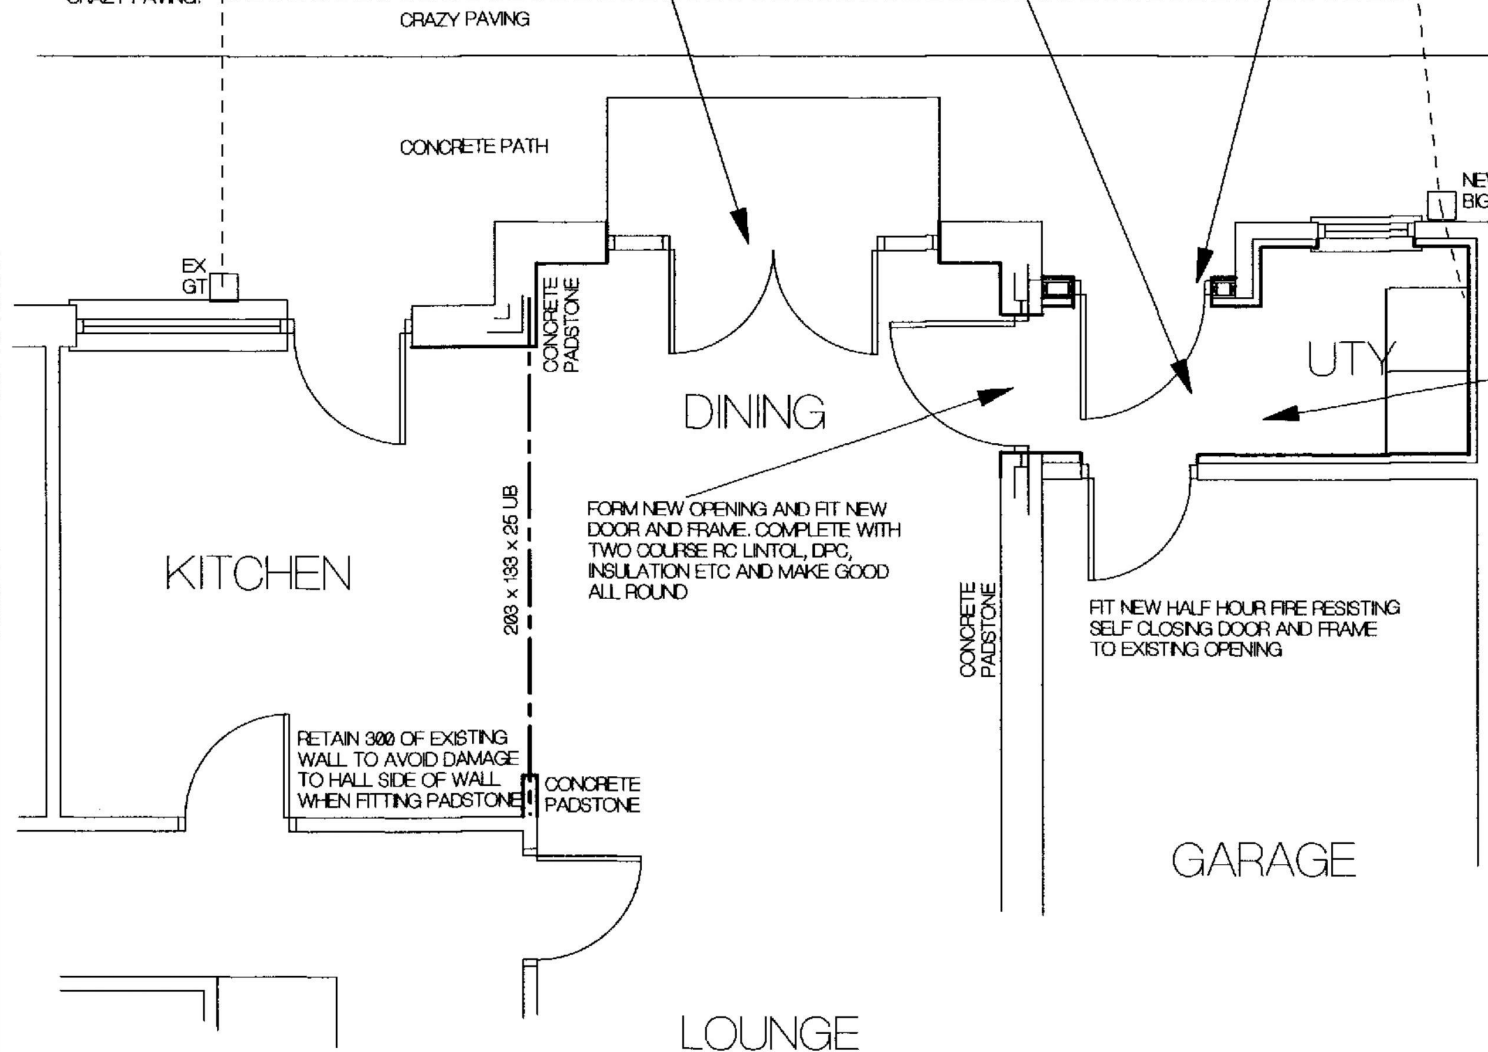 CRAZY PAVING.
CRAZY PAVING
CONCRETE PATH
EX
GT
CONCRETE
PADSTONE
DINING
UTY
KITCHEN
203 x 133 x 25 UB
FORM NEW OPENING AND FIT NEW
DOOR AND FRAME. COMPLETE WITH
TWO COURSE RC LINTOL, DPC,
INSULATION ETC AND MAKE GOOD
ALL ROUND
CONCRETE
PADSTONE
FIT NEW HALF HOUR FIRE RESISTING
SELF CLOSING DOOR AND FRAME
TO EXISTING OPENING
RETAIN 300 OF EXISTING
WALL TO AVOID DAMAGE
TO HALL SIDE OF WALL
WHEN FITTING PADSTONE
CONCRETE
PADSTONE
GARAGE
LOUNGE